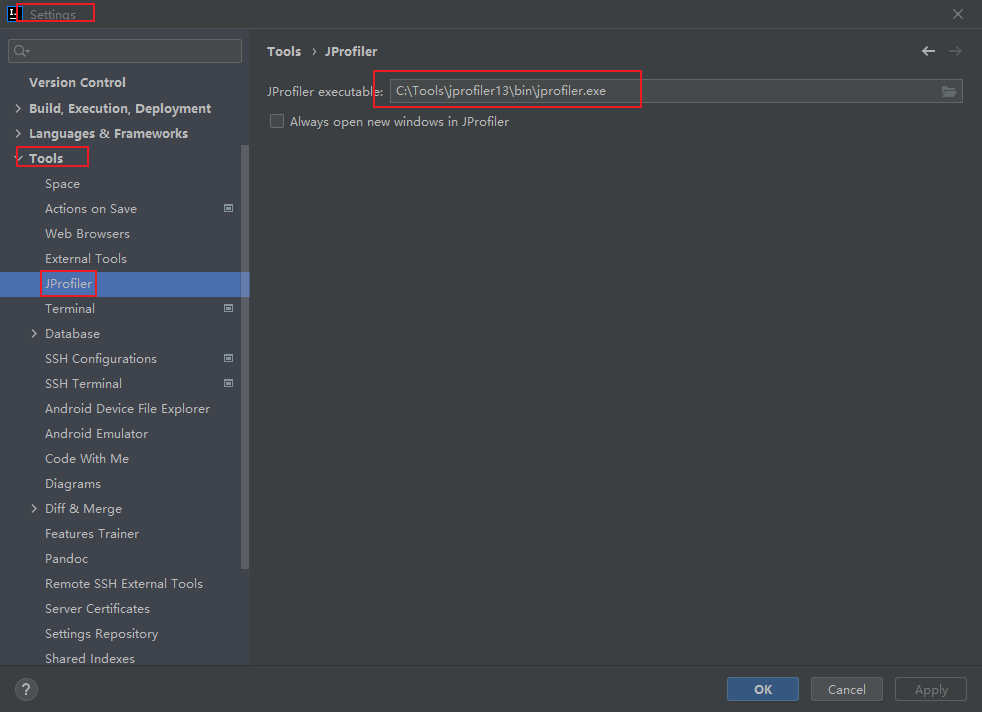 Settings
Version Control
Build, Execution, Deployment
Languages & Frameworks
Tools
Space
Actions on Save
Web Browsers
External Tools
JProfiler
Terminal
Database
SSH Configurations
SSH Terminal
Android Device File Explorer
Android Emulator
Code With Me
Diagrams
Diff & Merge
Features Trainer
Pandoc
Remote SSH External Tools
Server Certificates
Settings Repository
Shared Indexes
Tools › JProfiler
JProfiler executable: C:\Tools\jprofiler13\bin\jprofiler.exe
Always open new windows in JProfiler
? OK Cancel Apply